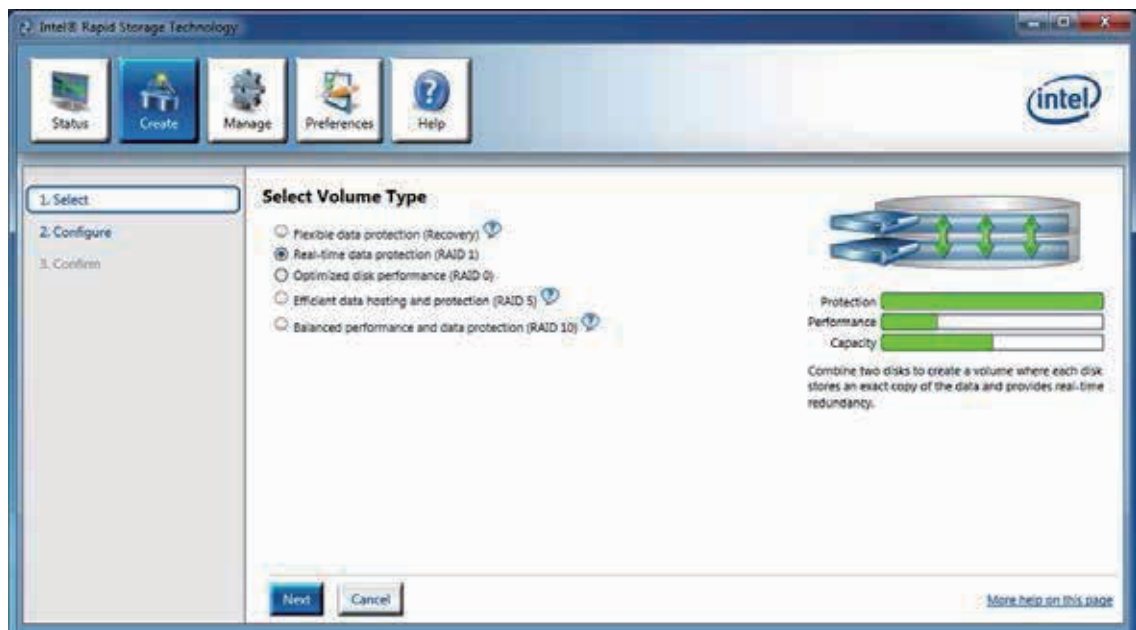 Intel® Rapid Storage Technology
Status
Create
Manage
Preferences
Help
intel
1. Select
2. Configure
3. Confirm
Select Volume Type
Flexible data protection (Recovery)
Real-time data protection (RAID 1)
Optimized disk performance (RAID 0)
Efficient data hosting and protection (RAID 5)
Balanced performance and data protection (RAID 10)
Protection
Performance
Capacity
Combine two disks to create a volume where each disk
stores an exact copy of the data and provides real-time
redundancy.
Next
Cancel
More help on this page